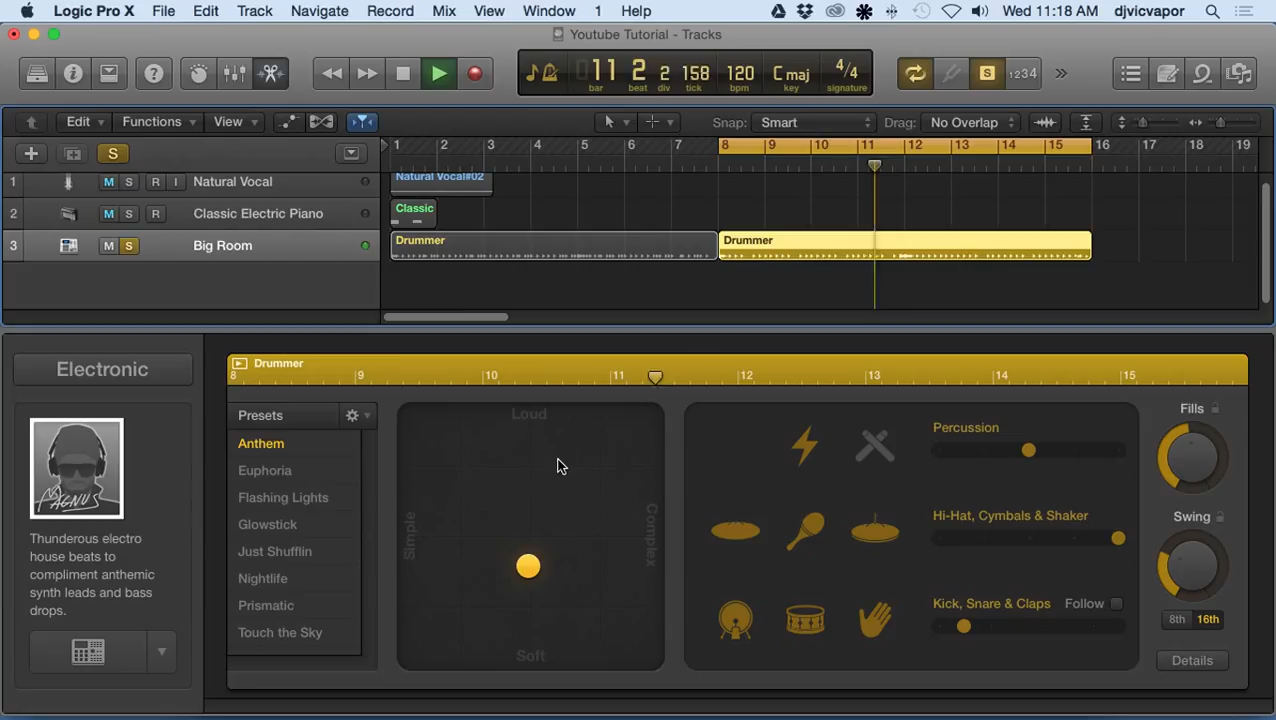 Logic Pro X File Edit Track Navigate Record Mix View Window 1 Help Wed 11:18 AM djvicvapor
Youtube Tutorial - Tracks
11 2 2 158 120 C maj 4/4
bar beat div tick bpm key signature
S 1234
Edit Functions View Snap: Smart Drag: No Overlap
S 1 2 3 4 5 6 7 8 9 10 11 12 13 14 15 16 17 18 19
1 M S R I Natural Vocal Natural Vocal#02
2 M S R Classic Electric Piano Classic
3 M S Big Room Drummer Drummer
Electronic
Drummer
8 9 10 11 12 13 14 15
MAGNUS
Thunderous electro
house beats to
compliment anthemic
synth leads and bass
drops.
Presets
Anthem
Euphoria
Flashing Lights
Glowstick
Just Shufflin
Nightlife
Prismatic
Touch the Sky
Loud
Simple
Complex
Soft
Percussion
Hi-Hat, Cymbals & Shaker
Kick, Snare & Claps Follow
Fills
Swing
8th 16th
Details